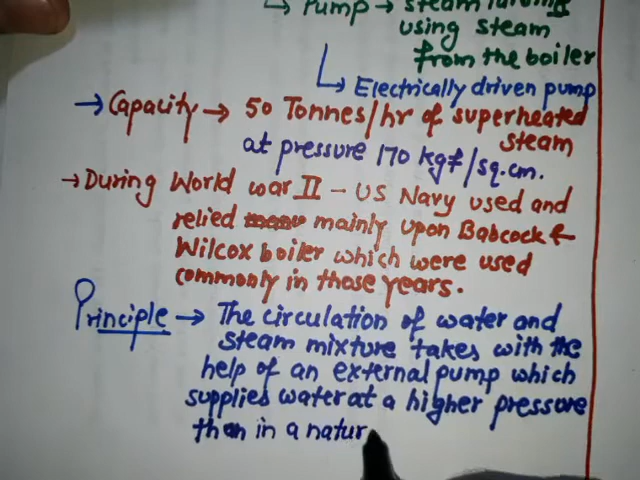 ↳ Pump → steam turbine
using steam
from the boiler
↳ Electrically driven pump
→ Capacity → 50 Tonnes/hr of superheated
steam
at pressure 170 kgf/sq.cm.
→ During World war II - US Navy used and
relied mainly upon Babcock &
Wilcox boiler which were used
commonly in those years.
Principle → The circulation of water and
steam mixture takes with the
help of an external pump which
supplies water at a higher pressure
than in a natur